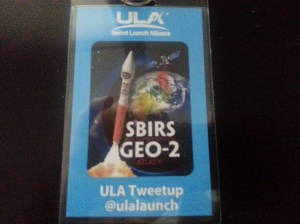 ULA
United Launch Alliance
SBIRS
GEO-2
ATLAS V
ULA Tweetup
@ulalaunch